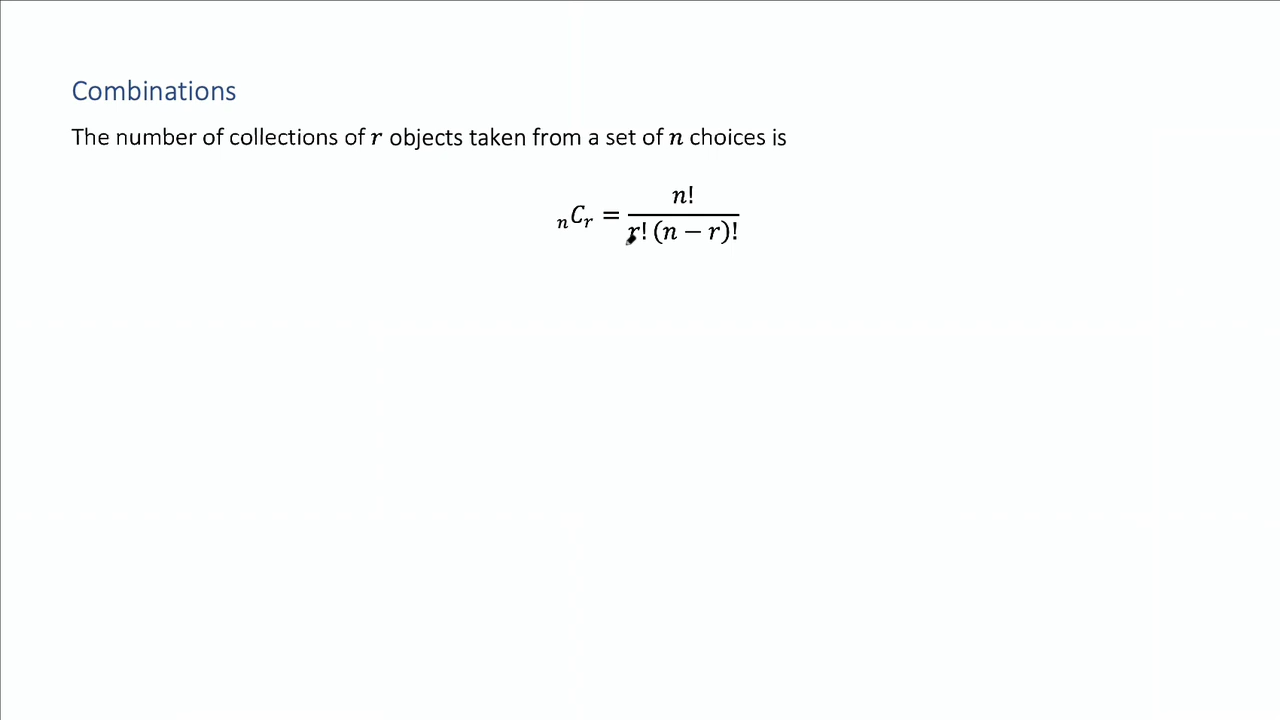 Combinations
The number of collections of r objects taken from a set of n choices is
ₙCᵣ = n! / r! (n − r)!